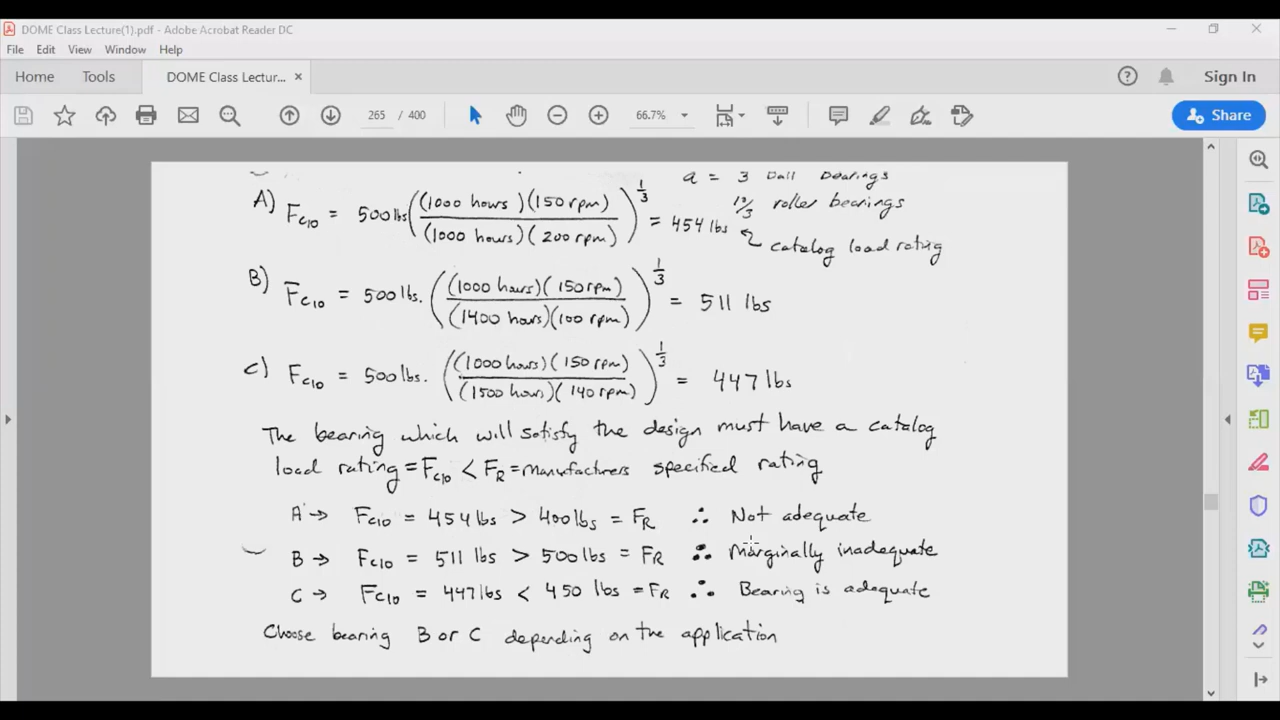 DOME Class Lecture(1).pdf - Adobe Acrobat Reader DC
File Edit View Window Help
Home Tools DOME Class Lectur... ×
Sign In
265 / 400
66.7%
Share
a = 3 ball bearings
10/3 roller bearings
A) Fc10 = 500 lbs ((1000 hours)(150 rpm) / (1000 hours)(200 rpm))^1/3 = 454 lbs
catalog load rating
B) Fc10 = 500 lbs. ((1000 hours)(150 rpm) / (1400 hours)(100 rpm))^1/3 = 511 lbs
C) Fc10 = 500 lbs. ((1000 hours)(150 rpm) / (1500 hours)(140 rpm))^1/3 = 447 lbs
The bearing which will satisfy the design must have a catalog
load rating = Fc10 < FR = manufacturers specified rating
A → Fc10 = 454 lbs > 400 lbs = FR ∴ Not adequate
B → Fc10 = 511 lbs > 500 lbs = FR ∴ Marginally inadequate
C → Fc10 = 447 lbs < 450 lbs = FR ∴ Bearing is adequate
Choose bearing B or C depending on the application